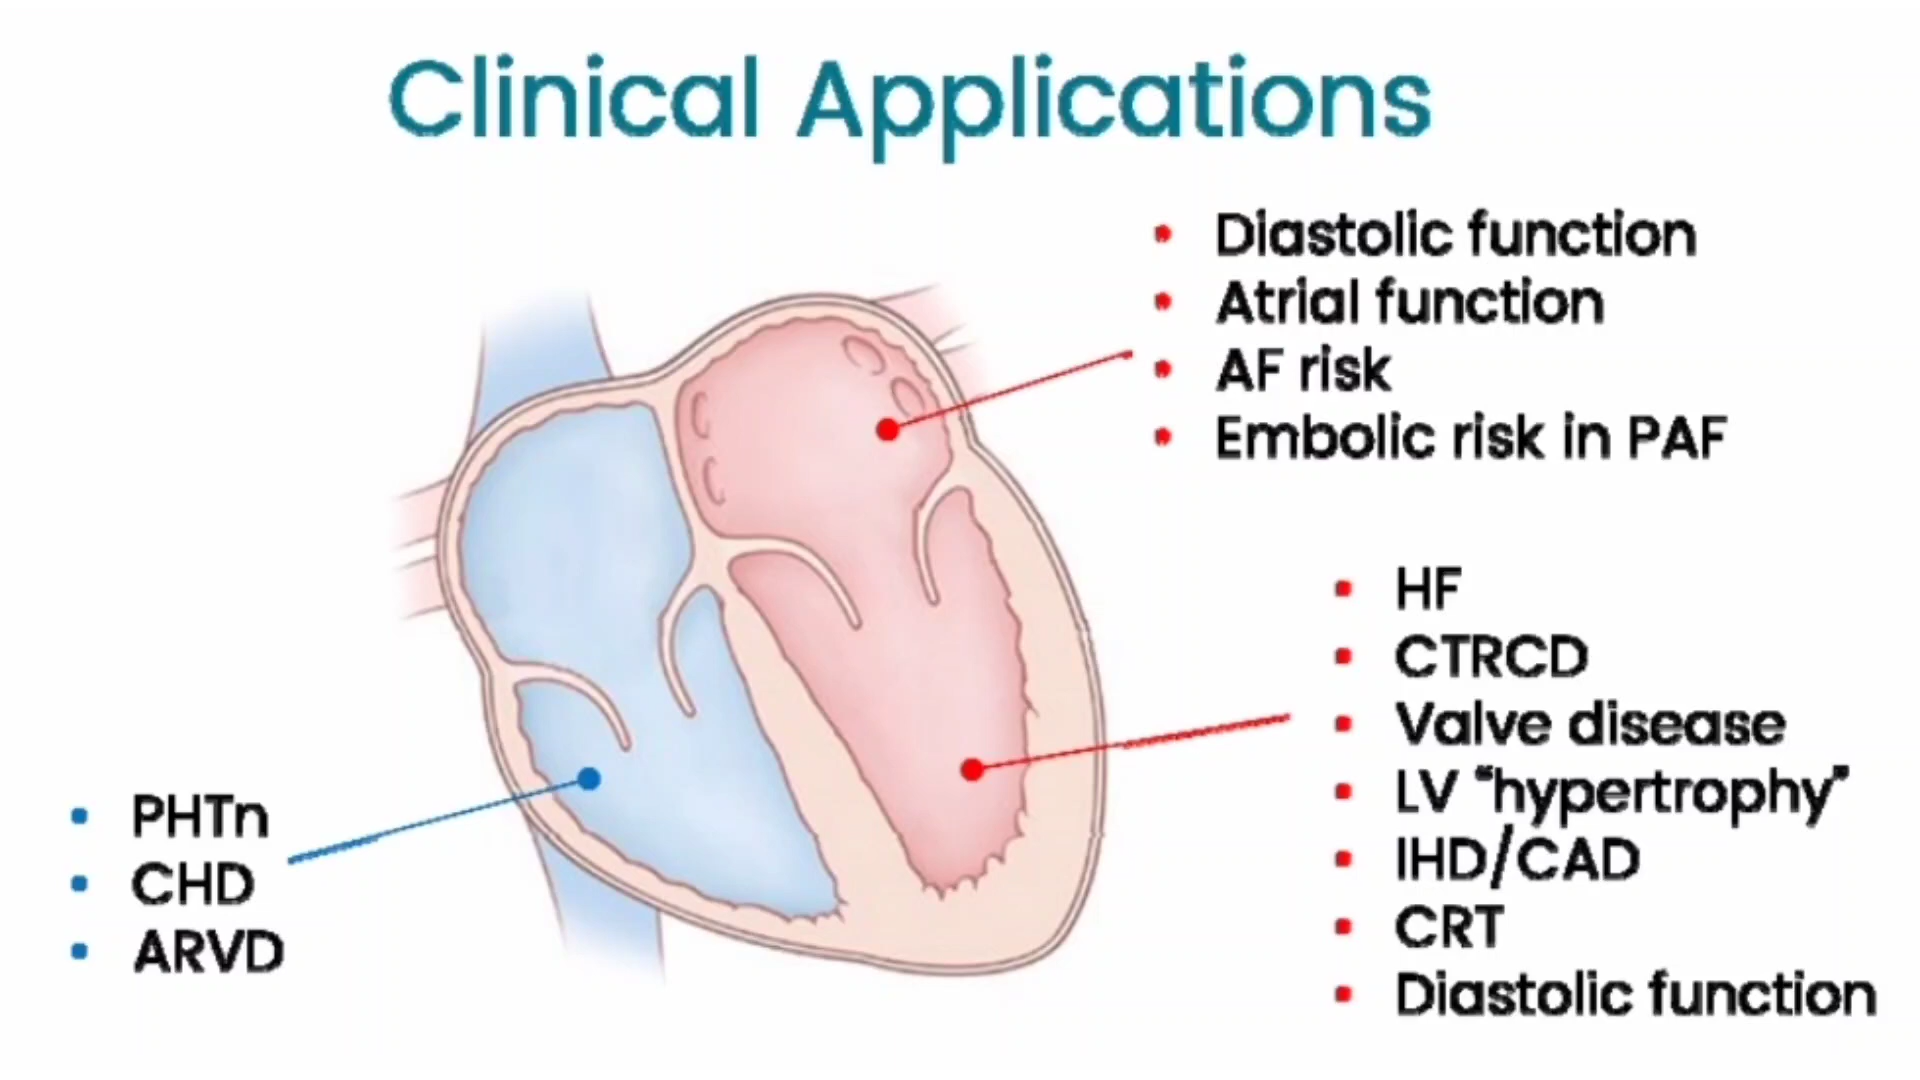 Clinical Applications
• Diastolic function
• Atrial function
• AF risk
• Embolic risk in PAF
• HF
• CTRCD
• Valve disease
• LV “hypertrophy”
• IHD/CAD
• CRT
• Diastolic function
• PHTn
• CHD
• ARVD